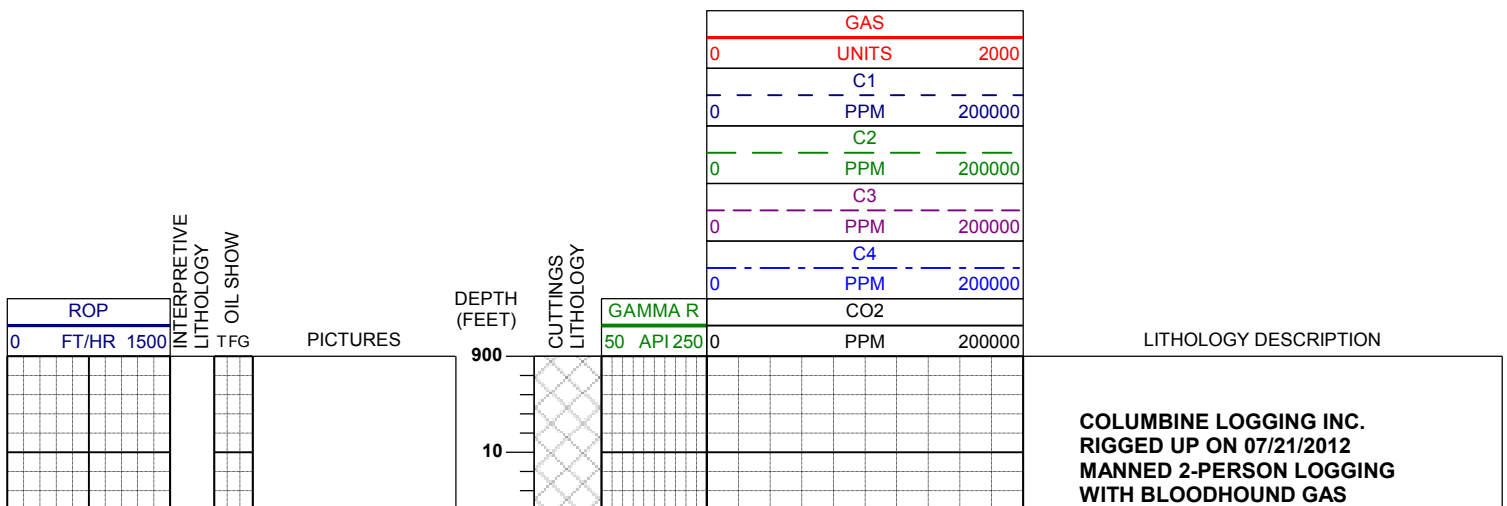 GAS
0 UNITS 2000
C1
0 PPM 200000
C2
0 PPM 200000
C3
0 PPM 200000
C4
0 PPM 200000
CO2
0 PPM 200000
ROP
0 FT/HR 1500
INTERPRETIVE
LITHOLOGY
OIL SHOW
T F G
PICTURES
DEPTH
(FEET)
CUTTINGS
LITHOLOGY
GAMMA R
50 API 250
LITHOLOGY DESCRIPTION
900
10
COLUMBINE LOGGING INC.
RIGGED UP ON 07/21/2012
MANNED 2-PERSON LOGGING
WITH BLOODHOUND GAS